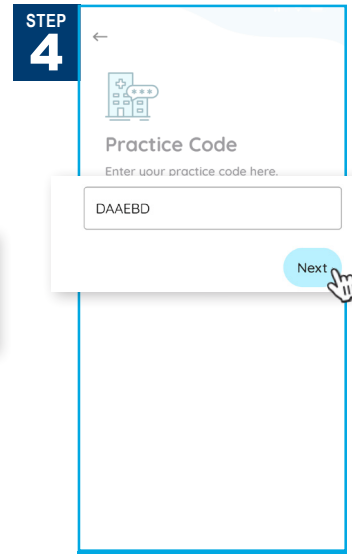 STEP
4
***
Practice Code
Enter your practice code here.
DAAEBD
Next